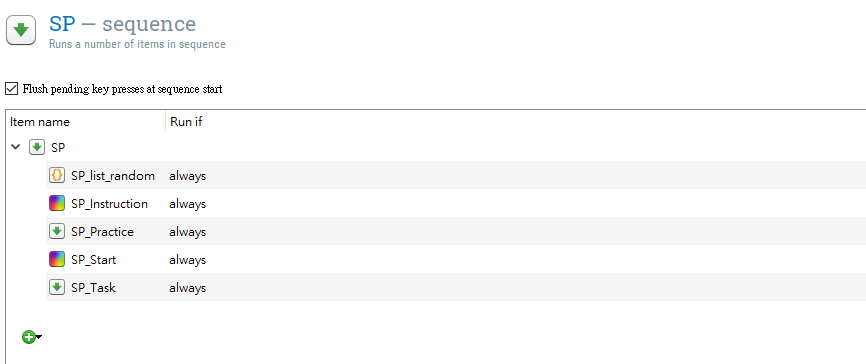 SP — sequence
Runs a number of items in sequence
Flush pending key presses at sequence start
Item name Run if
SP
SP_list_random always
SP_Instruction always
SP_Practice always
SP_Start always
SP_Task always